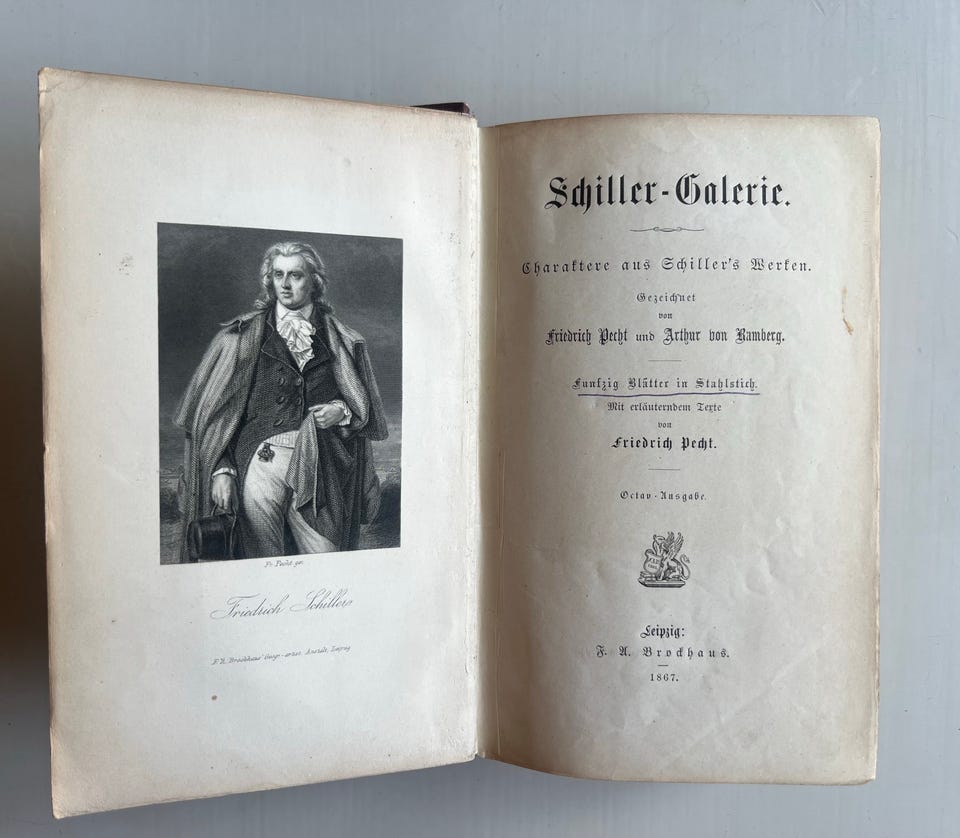 Fr. Pecht gez.
Friedrich Schiller
F. A. Brockhaus' Geogr.-artist. Anstalt, Leipzig
Schiller-Galerie.
Charaktere aus Schiller's Werken.
Gezeichnet
von
Friedrich Pecht und Arthur von Ramberg.
Funfzig Blätter in Stahlstich.
Mit erläuterndem Texte
von
Friedrich Pecht.
Octav-Ausgabe.
Leipzig:
F. A. Brockhaus.
1867.